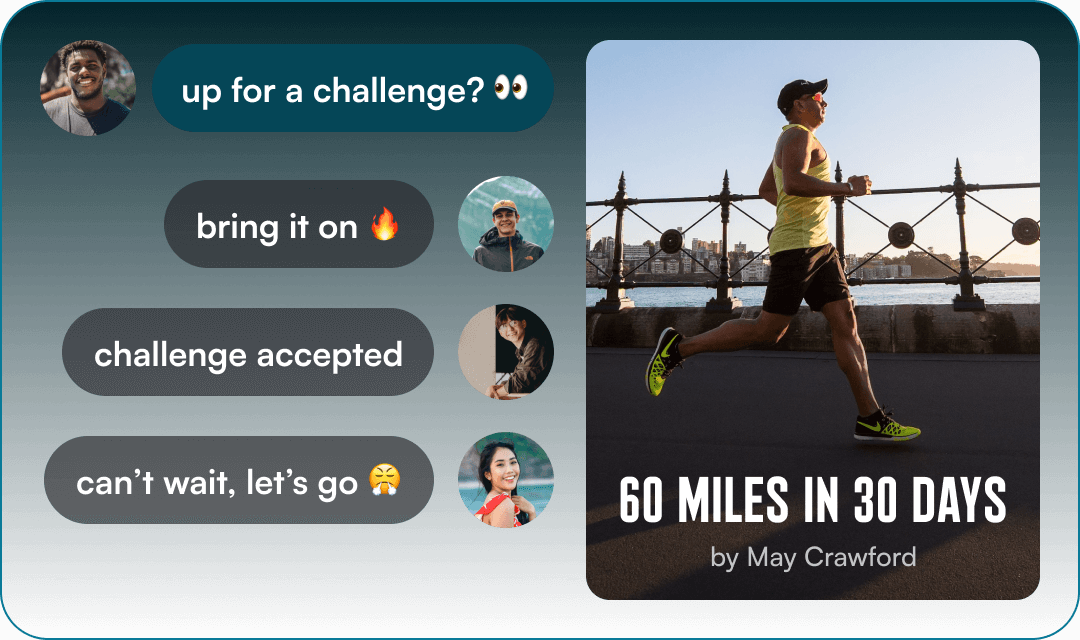 up for a challenge? 👀
bring it on 🔥
challenge accepted
can’t wait, let’s go 😤
60 MILES IN 30 DAYS
by May Crawford